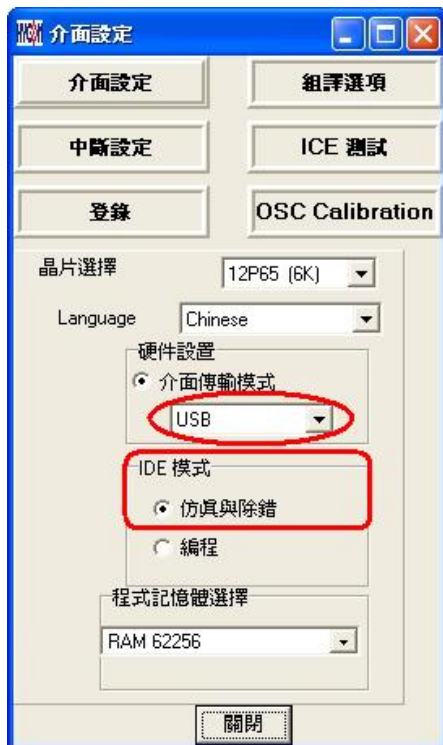 介面設定
介面設定 組譯選項
中斷設定 ICE 測試
登錄 OSC Calibration
晶片選擇 12P65 (6K)
Language Chinese
硬件設置
介面傳輸模式
USB
IDE 模式
仿真與除錯
編程
程式記憶體選擇
RAM 62256
關閉